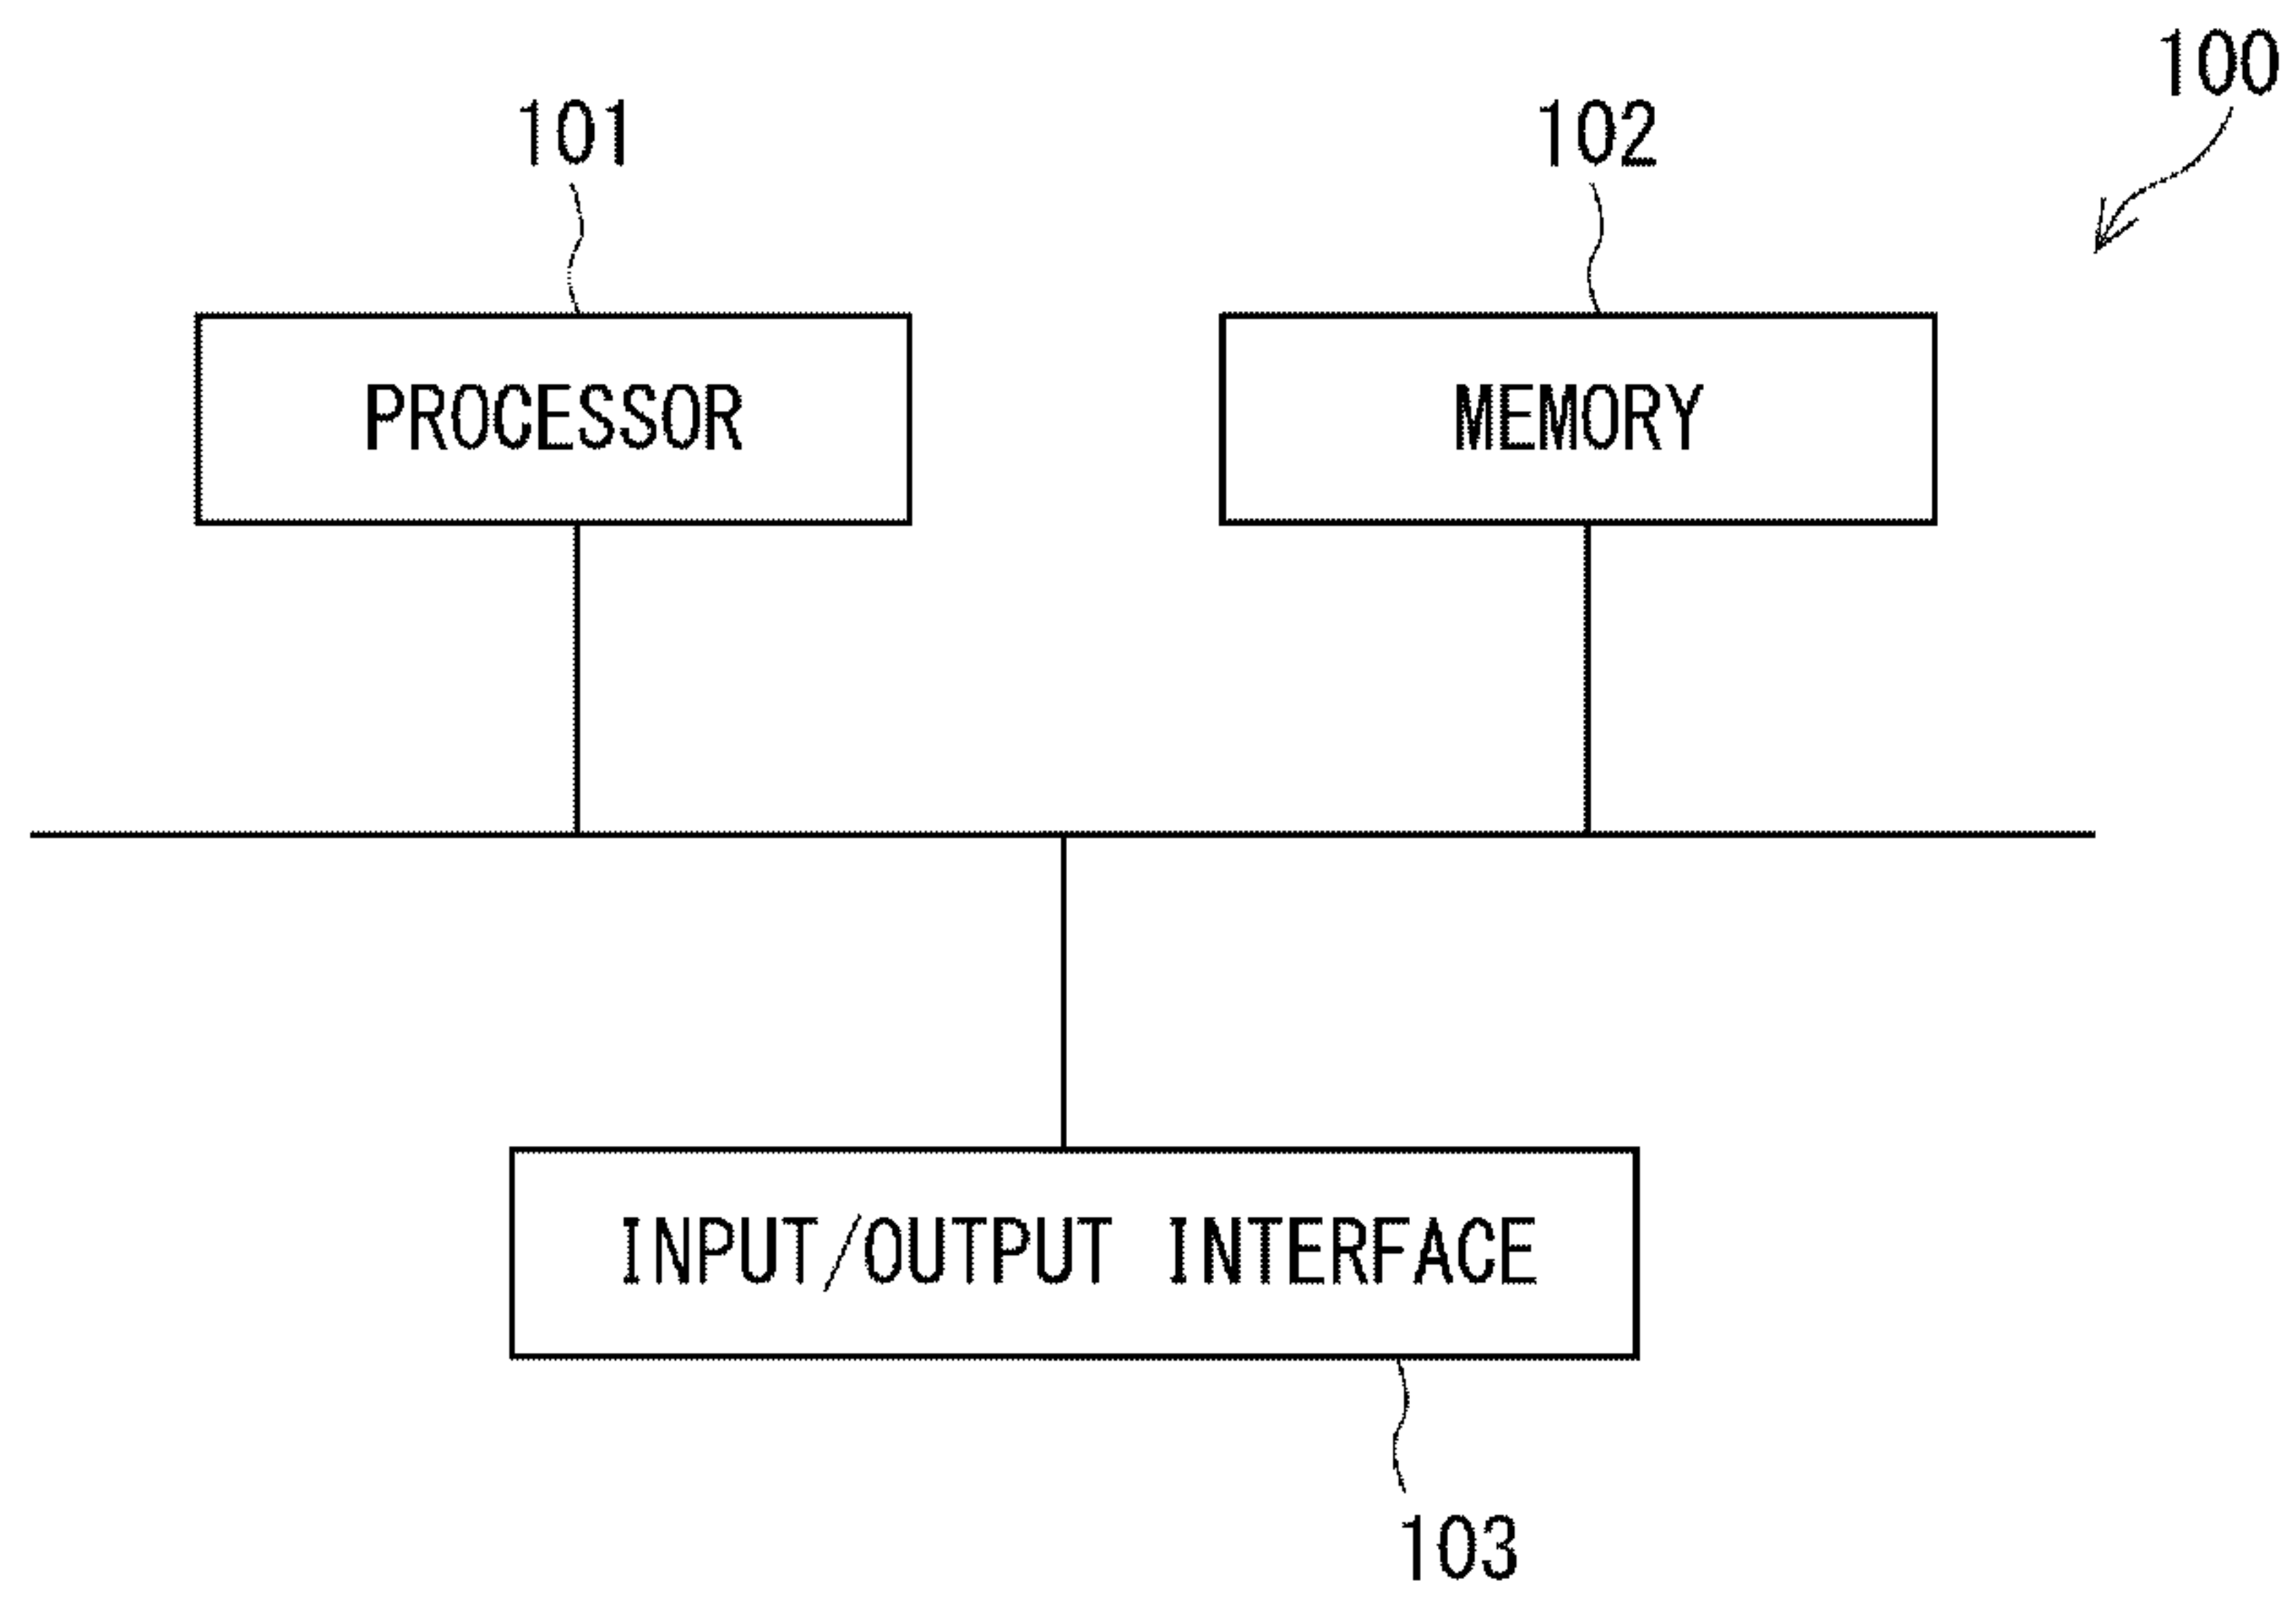 100
101
102
PROCESSOR
MEMORY
INPUT/OUTPUT INTERFACE
103